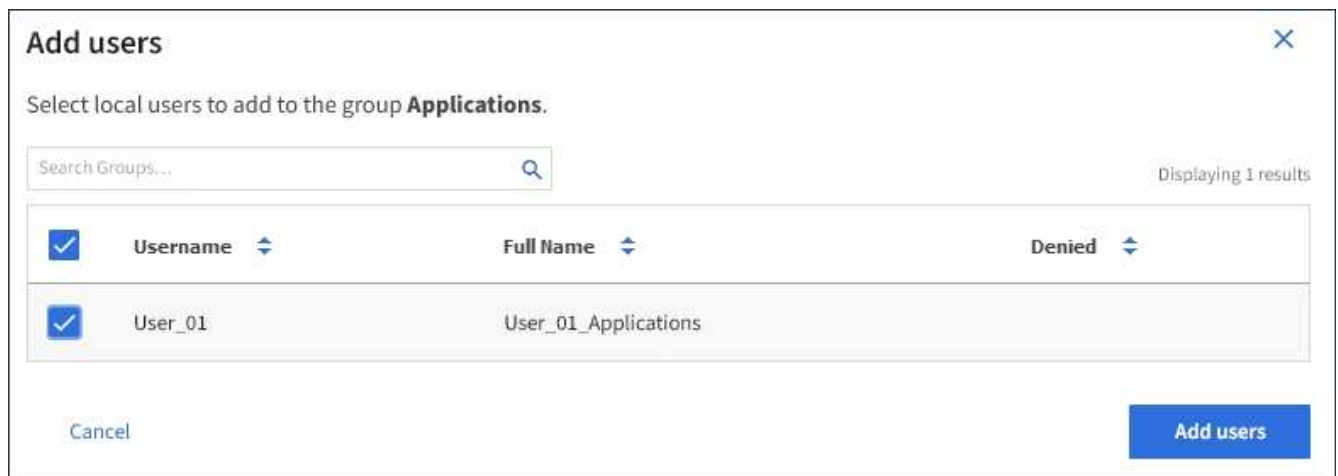 Add users
Select local users to add to the group Applications.
Search Groups...
Displaying 1 results
Username Full Name Denied
User_01 User_01_Applications
Cancel Add users